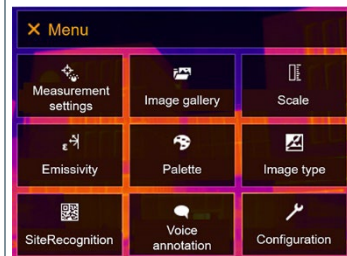 Menu
Measurement
settings
Image gallery
Scale
Emissivity
Palette
Image type
SiteRecognition
Voice
annotation
Configuration